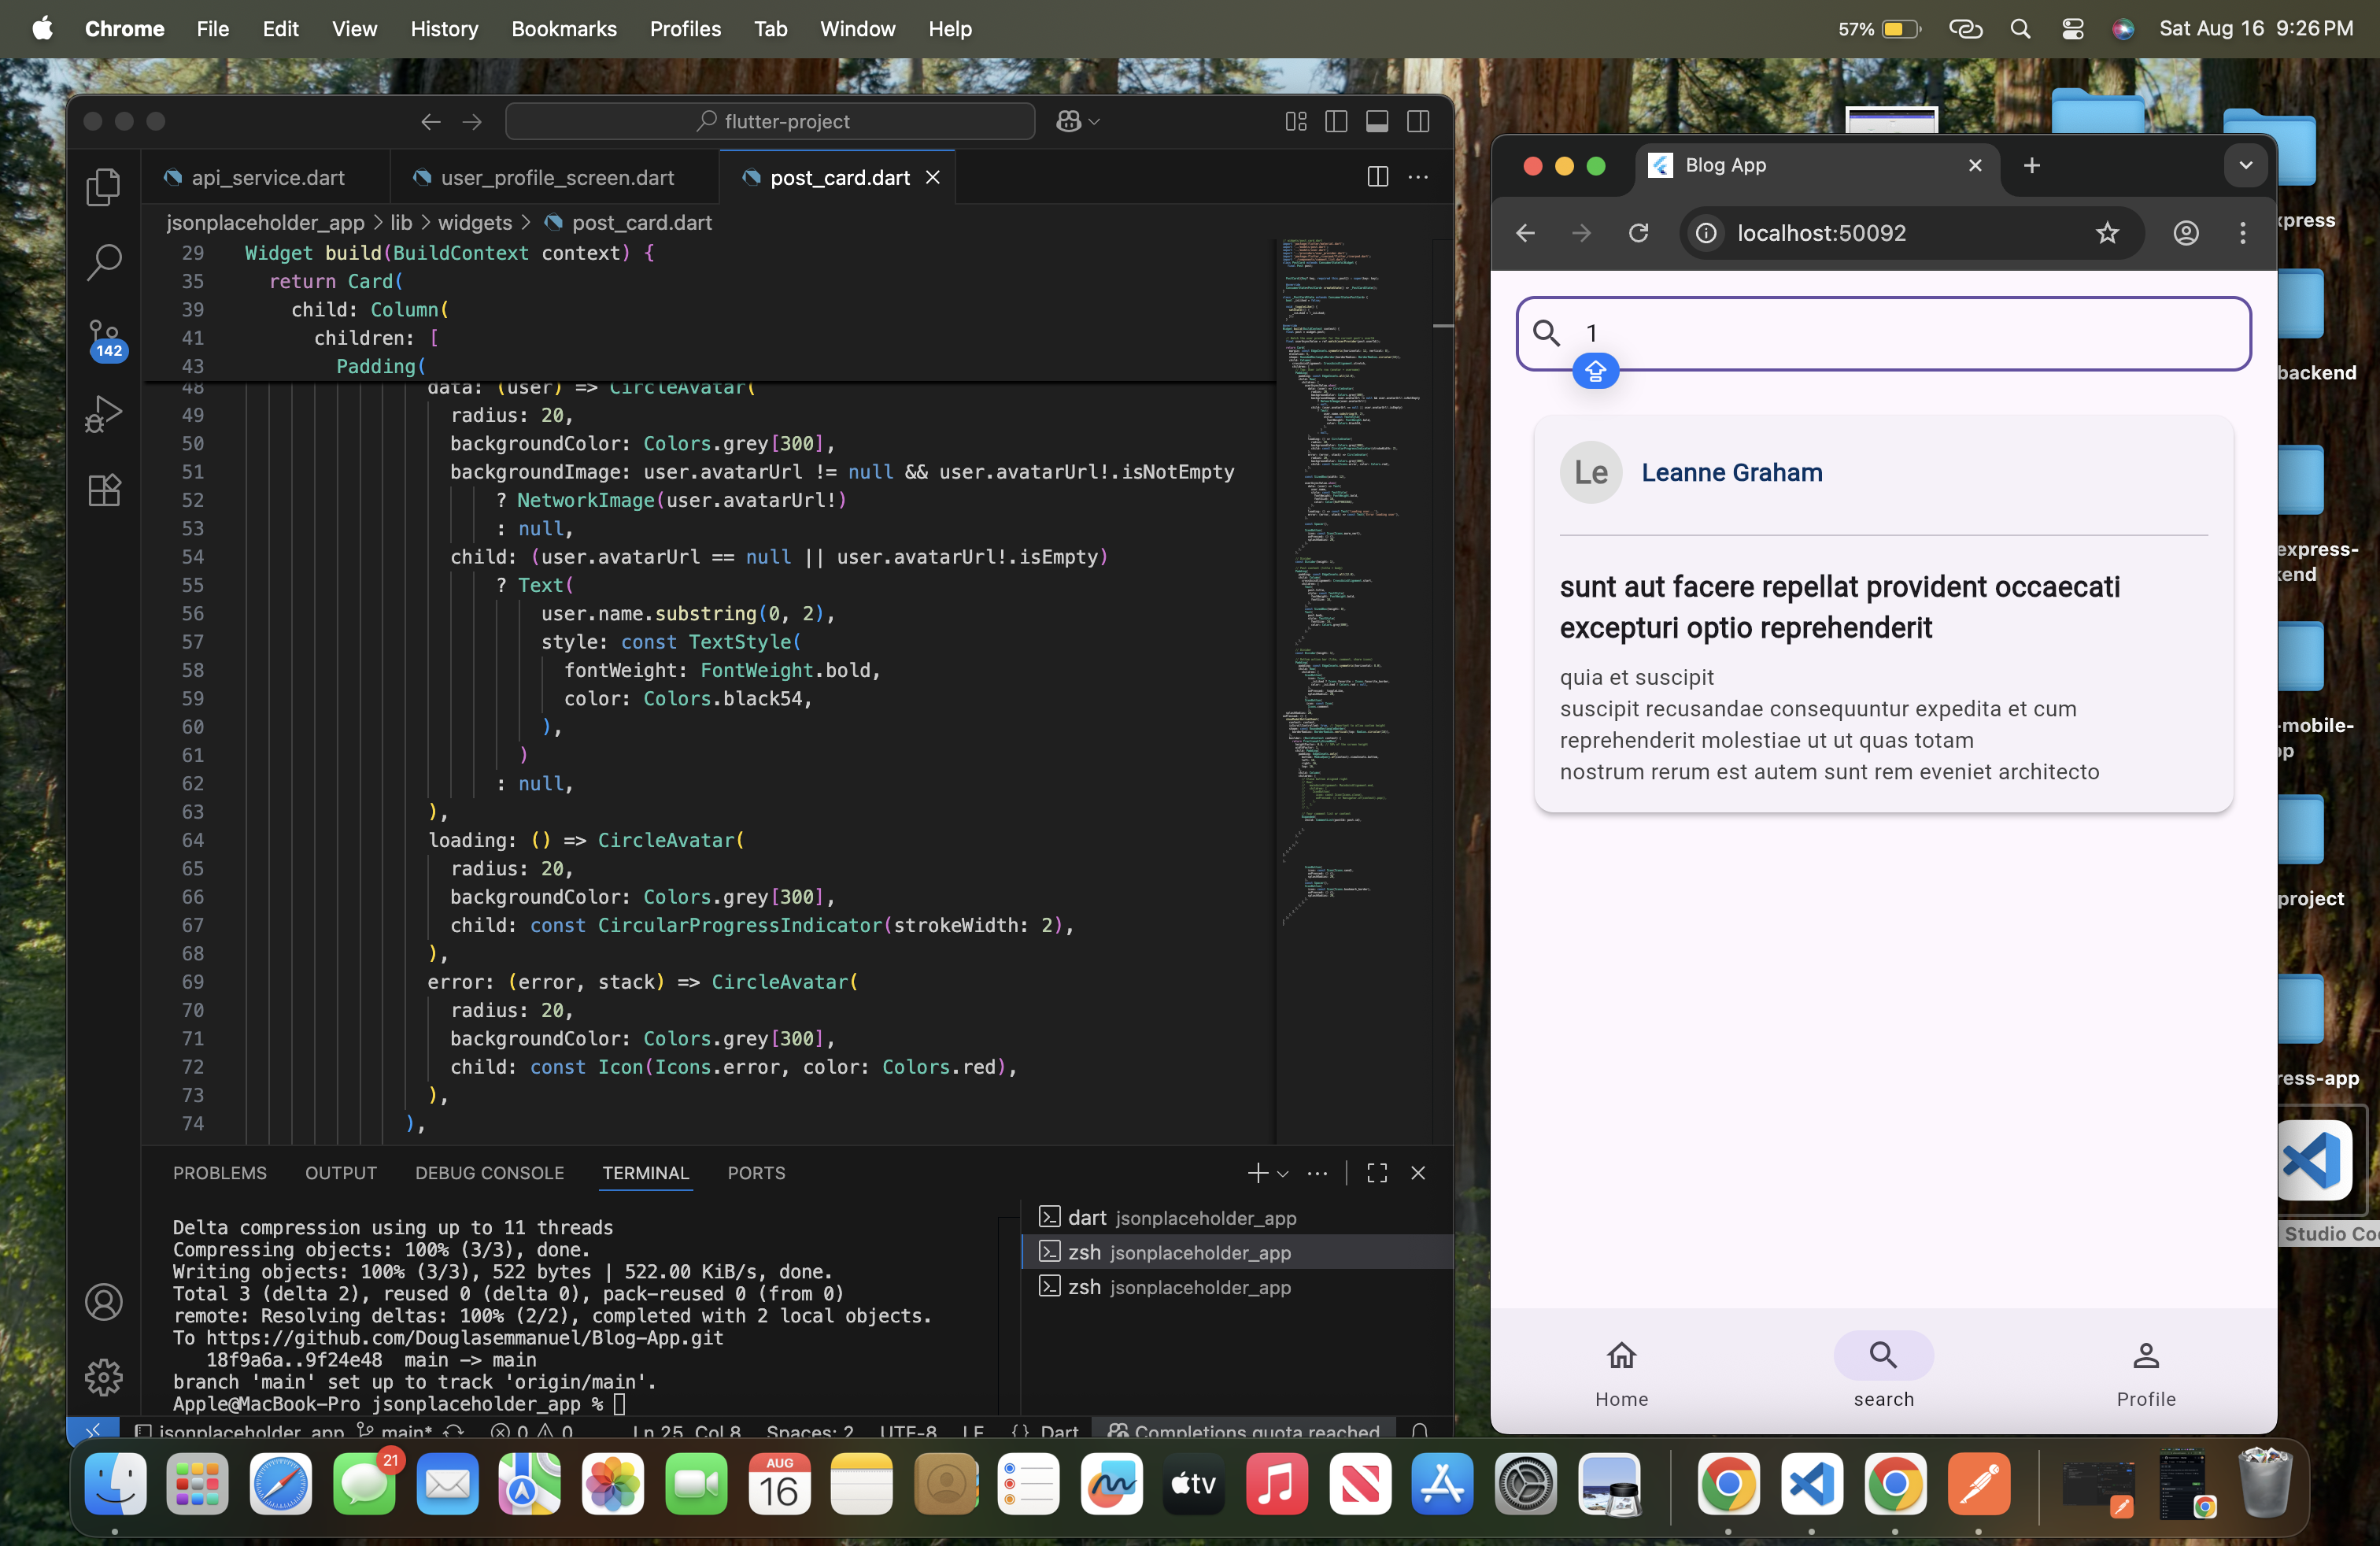 Chrome File Edit View History Bookmarks Profiles Tab Window Help
57% Sat Aug 16 9:26 PM
flutter-project
api_service.dart user_profile_screen.dart post_card.dart
jsonplaceholder_app > lib > widgets > post_card.dart
142
29 Widget build(BuildContext context) {
35 return Card(
39 child: Column(
41 children: [
43 Padding(
48 data: (user) => CircleAvatar(
49 radius: 20,
50 backgroundColor: Colors.grey[300],
51 backgroundImage: user.avatarUrl != null && user.avatarUrl!.isNotEmpty
52 ? NetworkImage(user.avatarUrl!)
53 : null,
54 child: (user.avatarUrl == null || user.avatarUrl!.isEmpty)
55 ? Text(
56 user.name.substring(0, 2),
57 style: const TextStyle(
58 fontWeight: FontWeight.bold,
59 color: Colors.black54,
60 ),
61 )
62 : null,
63 ),
64 loading: () => CircleAvatar(
65 radius: 20,
66 backgroundColor: Colors.grey[300],
67 child: const CircularProgressIndicator(strokeWidth: 2),
68 ),
69 error: (error, stack) => CircleAvatar(
70 radius: 20,
71 backgroundColor: Colors.grey[300],
72 child: const Icon(Icons.error, color: Colors.red),
73 ),
74 ),
PROBLEMS OUTPUT DEBUG CONSOLE TERMINAL PORTS
Delta compression using up to 11 threads
Compressing objects: 100% (3/3), done.
Writing objects: 100% (3/3), 522 bytes | 522.00 KiB/s, done.
Total 3 (delta 2), reused 0 (delta 0), pack-reused 0 (from 0)
remote: Resolving deltas: 100% (2/2), completed with 2 local objects.
To https://github.com/Douglasemmanuel/Blog-App.git
18f9a6a..9f24e48 main -> main
branch 'main' set up to track 'origin/main'.
Apple@MacBook-Pro jsonplaceholder_app %
dart jsonplaceholder_app
zsh jsonplaceholder_app
zsh jsonplaceholder_app
jsonplaceholder_app main* 0 0 Ln 25, Col 8 Spaces: 2 UTF-8 LF {} Dart Completions quota reached
Blog App
localhost:50092
1
Le Leanne Graham
sunt aut facere repellat provident occaecati
excepturi optio reprehenderit
quia et suscipit
suscipit recusandae consequuntur expedita et cum
reprehenderit molestiae ut ut quas totam
nostrum rerum est autem sunt rem eveniet architecto
Home search Profile
xpress
backend
express-
kend
-mobile-
pp
project
ress-app
Studio Co
21
AUG
16
tv